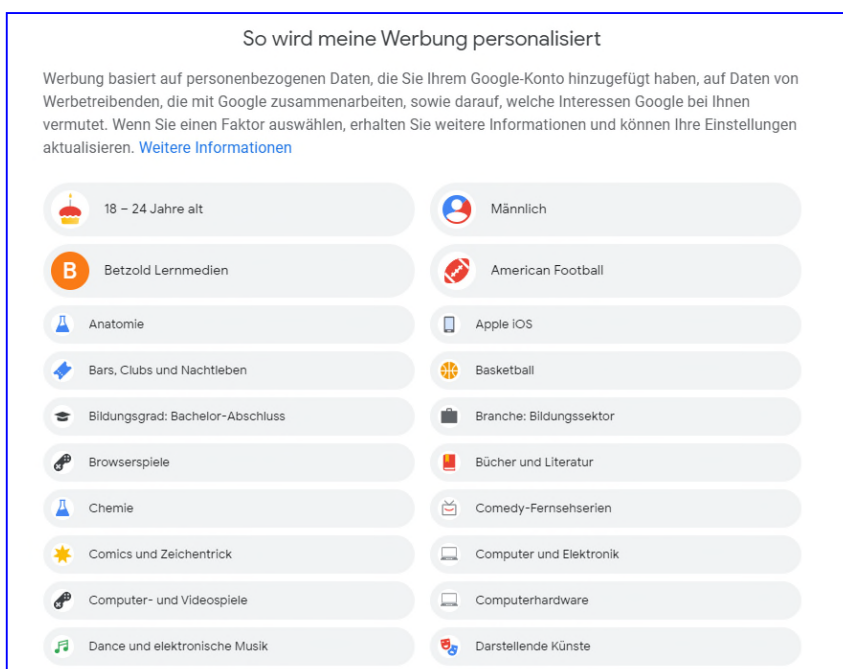 So wird meine Werbung personalisiert
Werbung basiert auf personenbezogenen Daten, die Sie Ihrem Google-Konto hinzugefügt haben, auf Daten von
Werbetreibenden, die mit Google zusammenarbeiten, sowie darauf, welche Interessen Google bei Ihnen
vermutet. Wenn Sie einen Faktor auswählen, erhalten Sie weitere Informationen und können Ihre Einstellungen
aktualisieren. Weitere Informationen
18 – 24 Jahre alt
Männlich
B Betzold Lernmedien
American Football
Anatomie
Apple iOS
Bars, Clubs und Nachtleben
Basketball
Bildungsgrad: Bachelor-Abschluss
Branche: Bildungssektor
Browserspiele
Bücher und Literatur
Chemie
Comedy-Fernsehserien
Comics und Zeichentrick
Computer und Elektronik
Computer- und Videospiele
Computerhardware
Dance und elektronische Musik
Darstellende Künste